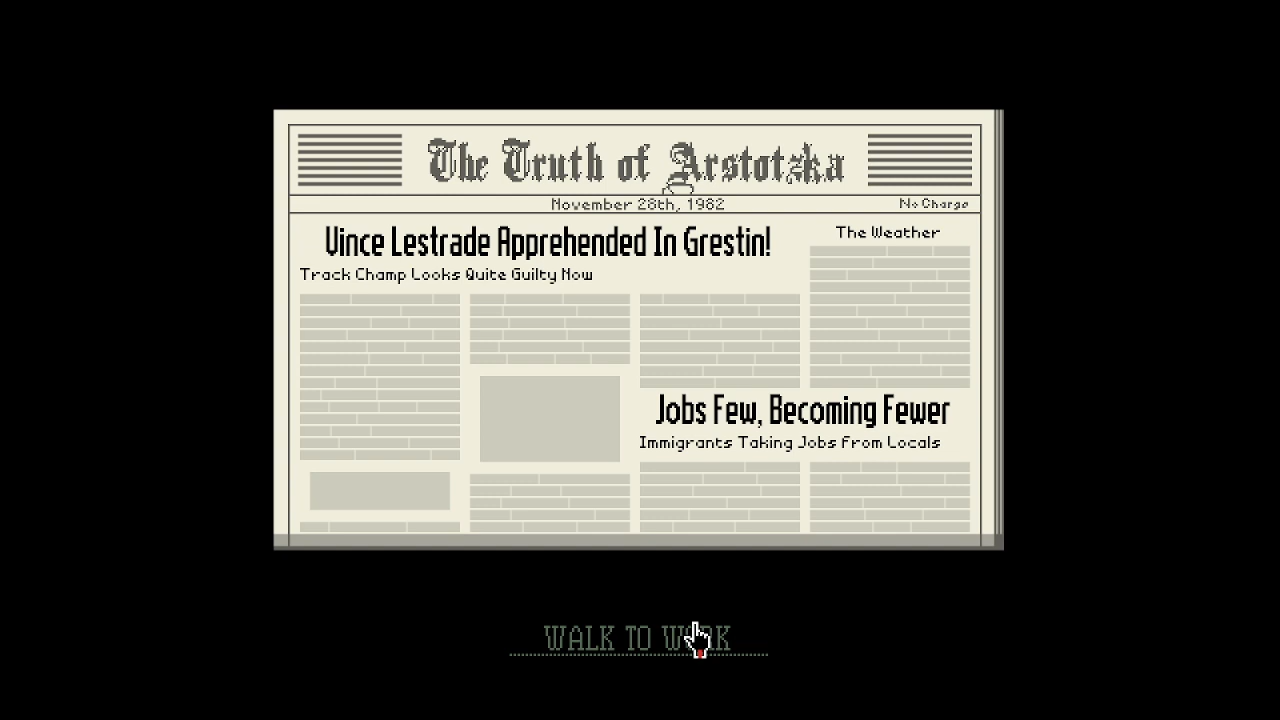 The Truth of Arstotzka
November 28th, 1982
No Charge
Vince Lestrade Apprehended In Grestin!
Track Champ Looks Quite Guilty Now
The Weather
Jobs Few, Becoming Fewer
Immigrants Taking Jobs from Locals
WALK TO WORK